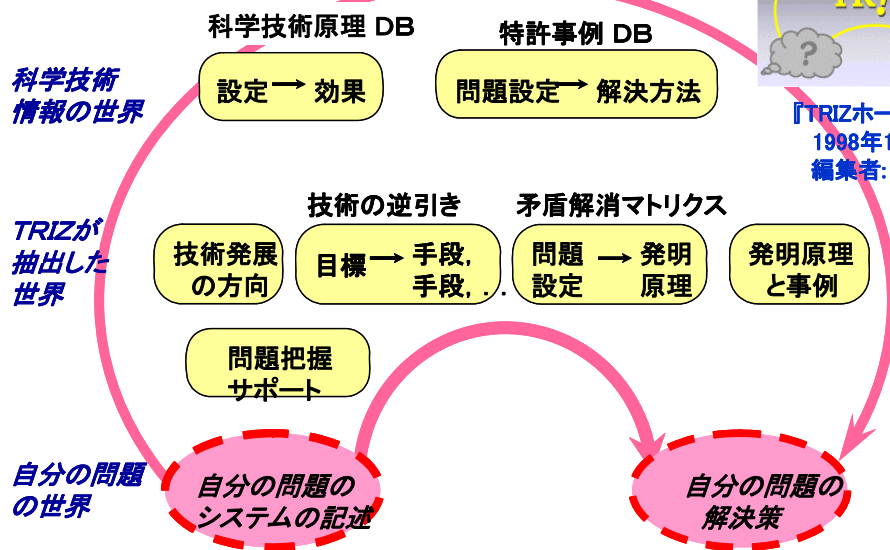 科学技術原理 DB
特許事例 DB
科学技術
情報の世界
設定 → 効果
問題設定 → 解決方法
TR
?
『TRIZホー
1998年1
編集者:
技術の逆引き
矛盾解消マトリクス
TRIZが
抽出した
世界
技術発展
の方向
目標 → 手段,
手段, . . .
問題
設定
→ 発明
原理
発明原理
と事例
問題把握
サポート
自分の問題
の世界
自分の問題の
システムの記述
自分の問題の
解決策